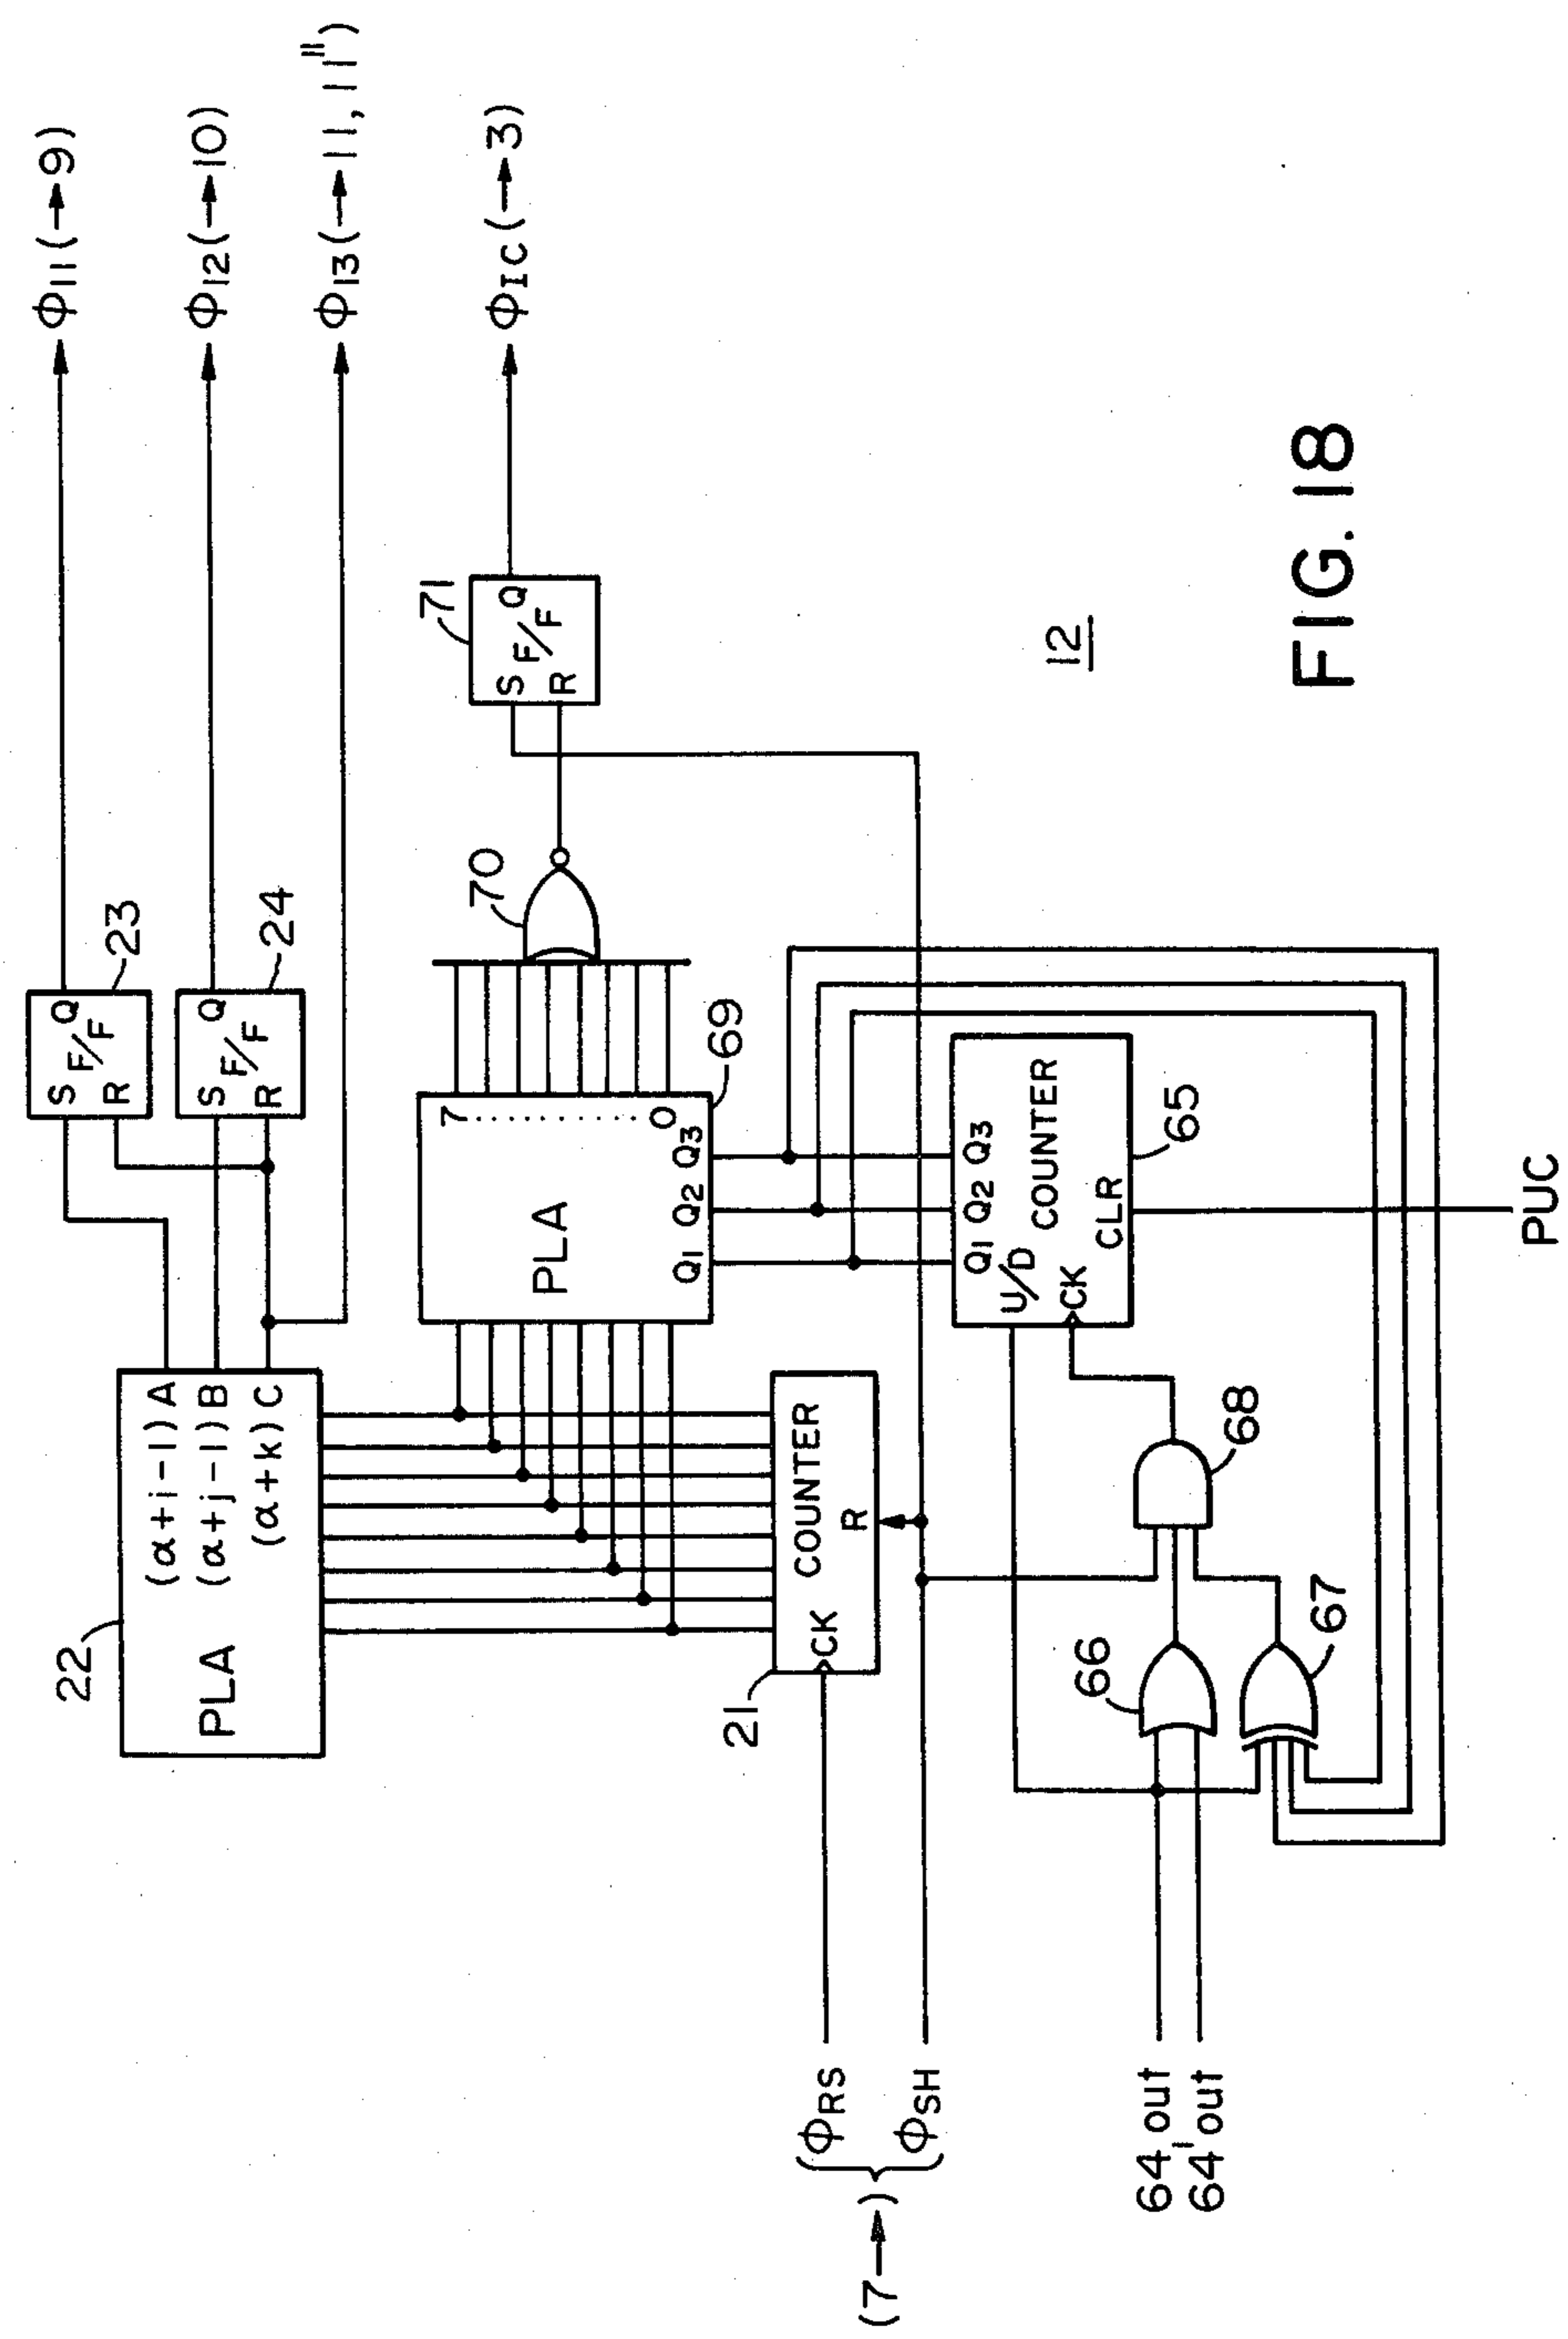 ϕ11(→9)
ϕ12(→10)
ϕ13(→11, 11")
ϕIC(→3)
S Q
F/F
R
23
S Q
F/F
R
24
22
PLA
(α+i-1) A
(α+j-1) B
(α+k) C
PLA
7........0
Q1 Q2 Q3
69
70
S Q
F/F
R
71
21
CK
COUNTER
R
U/D
Q1 Q2 Q3
CK
COUNTER
CLR
65
66
67
68
(7→)
ϕRS
ϕSH
64 out
64' out
PUC
12
FIG. 18